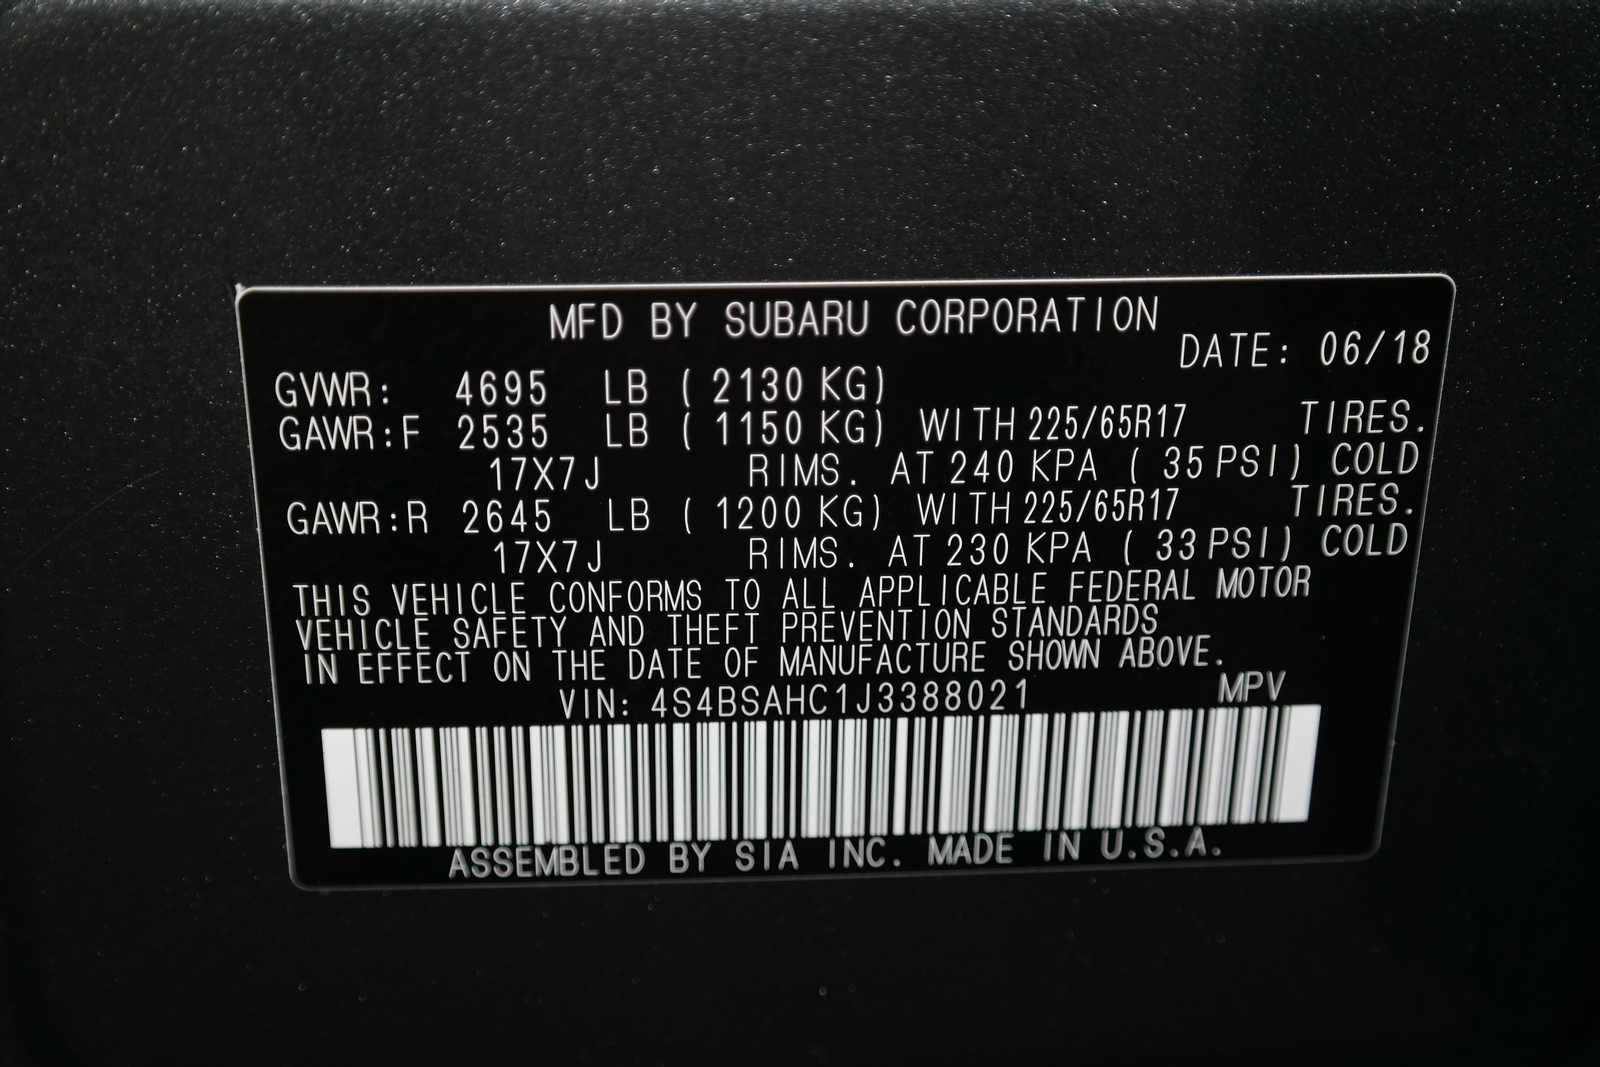 MFD BY SUBARU CORPORATION
DATE: 06/18
GVWR: 4695 LB ( 2130 KG)
GAWR:F 2535 LB ( 1150 KG) WITH 225/65R17 TIRES.
17X7J RIMS. AT 240 KPA ( 35 PSI) COLD
GAWR:R 2645 LB ( 1200 KG) WITH 225/65R17 TIRES.
17X7J RIMS. AT 230 KPA ( 33 PSI) COLD
THIS VEHICLE CONFORMS TO ALL APPLICABLE FEDERAL MOTOR
VEHICLE SAFETY AND THEFT PREVENTION STANDARDS
IN EFFECT ON THE DATE OF MANUFACTURE SHOWN ABOVE.
VIN: 4S4BSAHC1J3388021 MPV
ASSEMBLED BY SIA INC. MADE IN U.S.A.